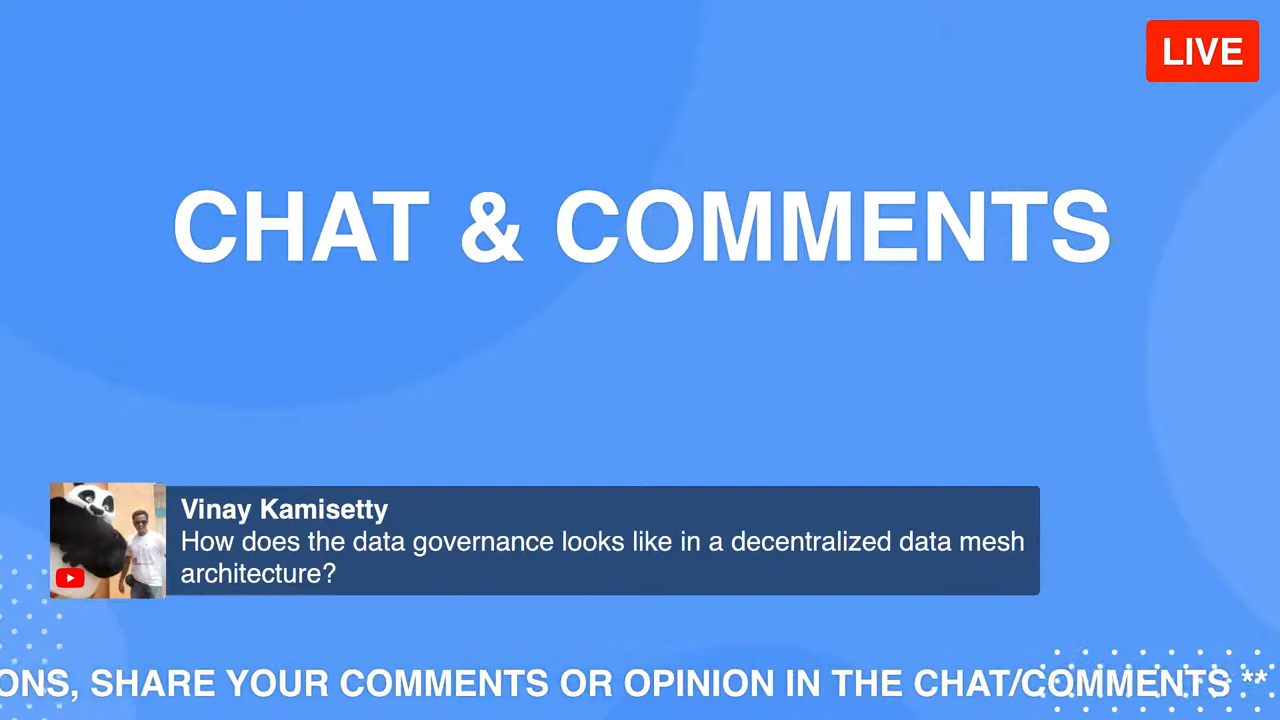 LIVE
CHAT & COMMENTS
Vinay Kamisetty
How does the data governance looks like in a decentralized data mesh
architecture?
ONS, SHARE YOUR COMMENTS OR OPINION IN THE CHAT/COMMENTS **